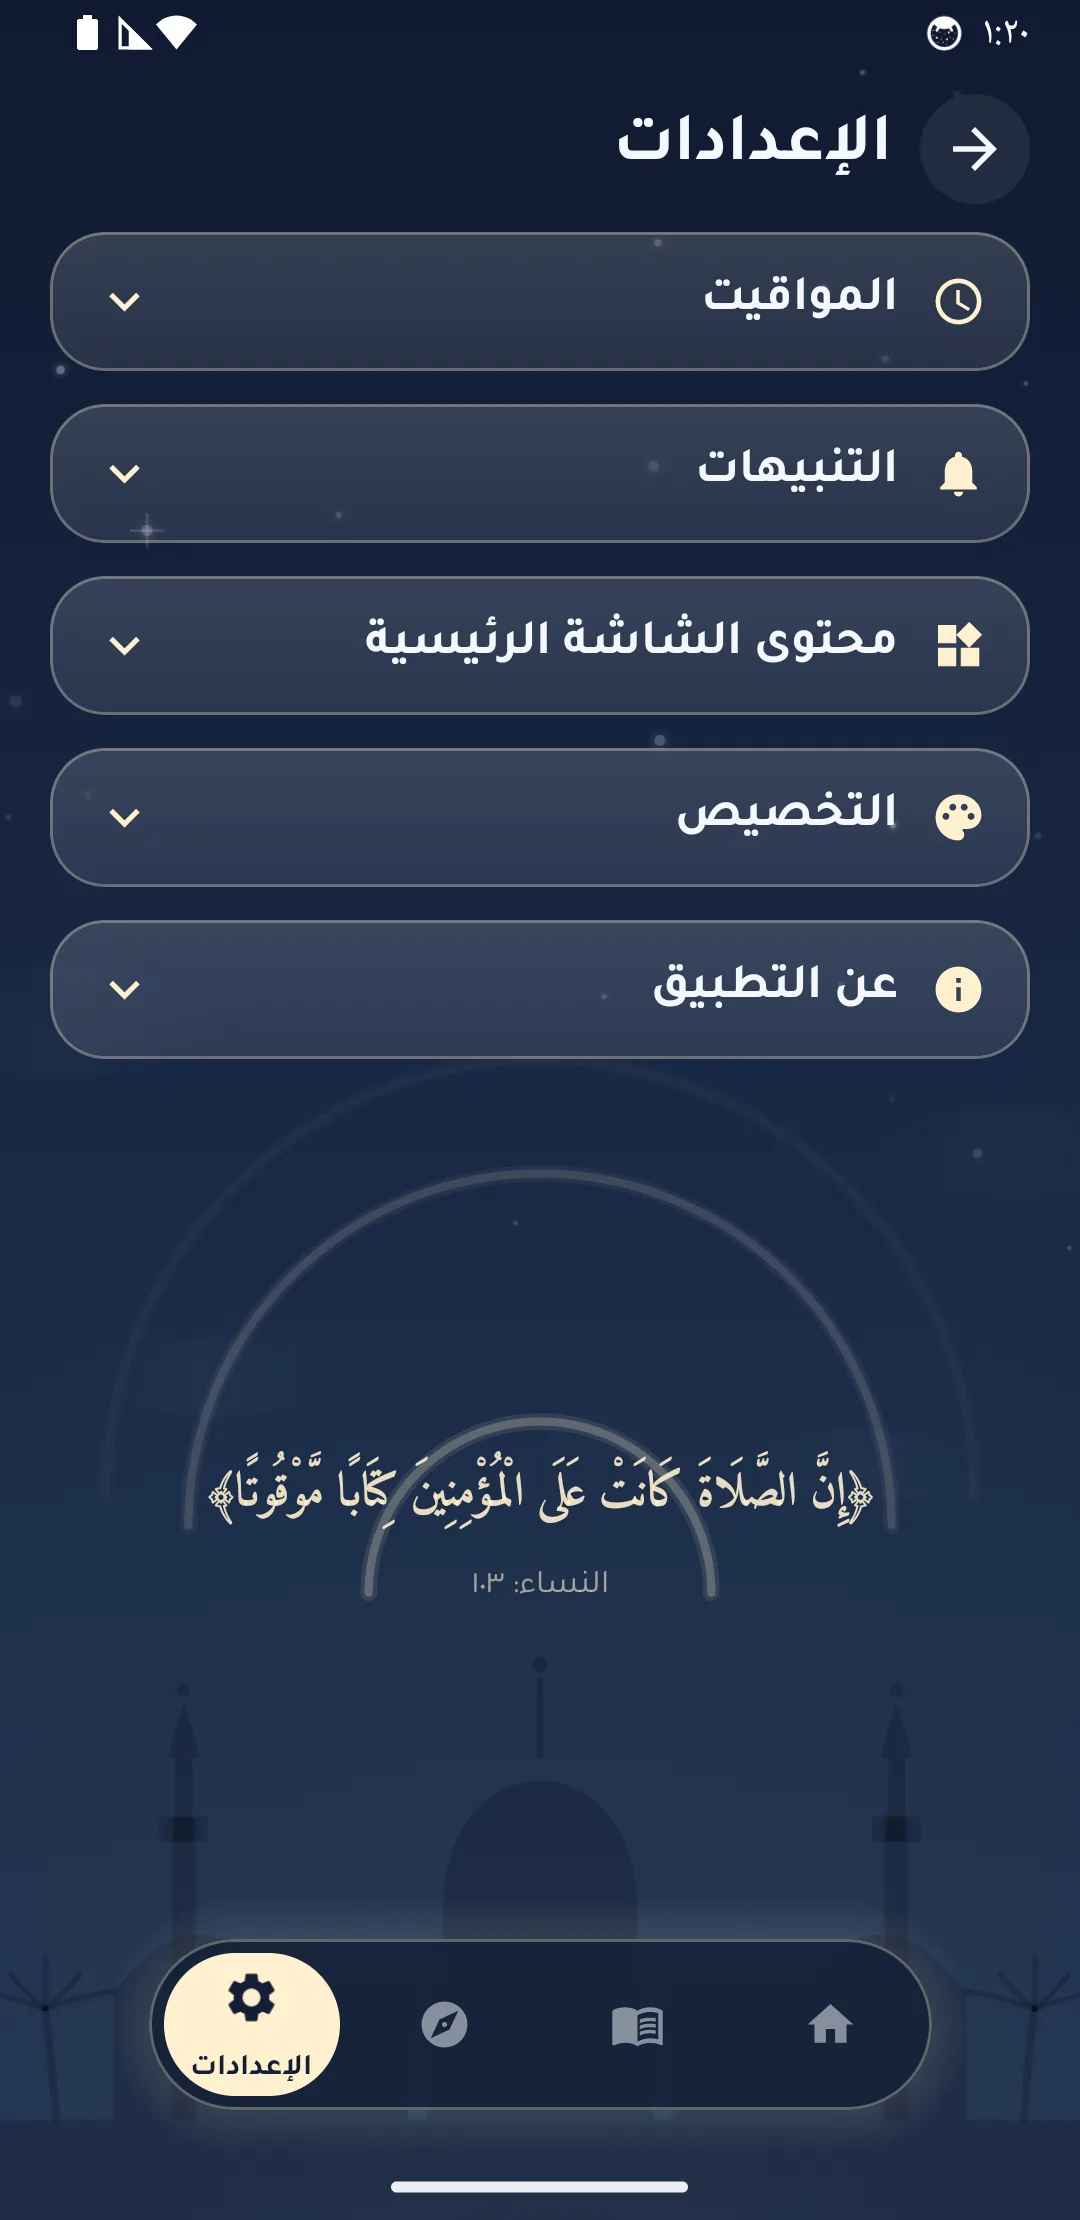 ١:٢٠
الإعدادات
المواقيت
التنبيهات
محتوى الشاشة الرئيسية
التخصيص
عن التطبيق
﴿إِنَّ الصَّلَاةَ كَانَتْ عَلَى الْمُؤْمِنِينَ كِتَابًا مَّوْقُوتًا﴾
النساء: ١٠٣
الإعدادات